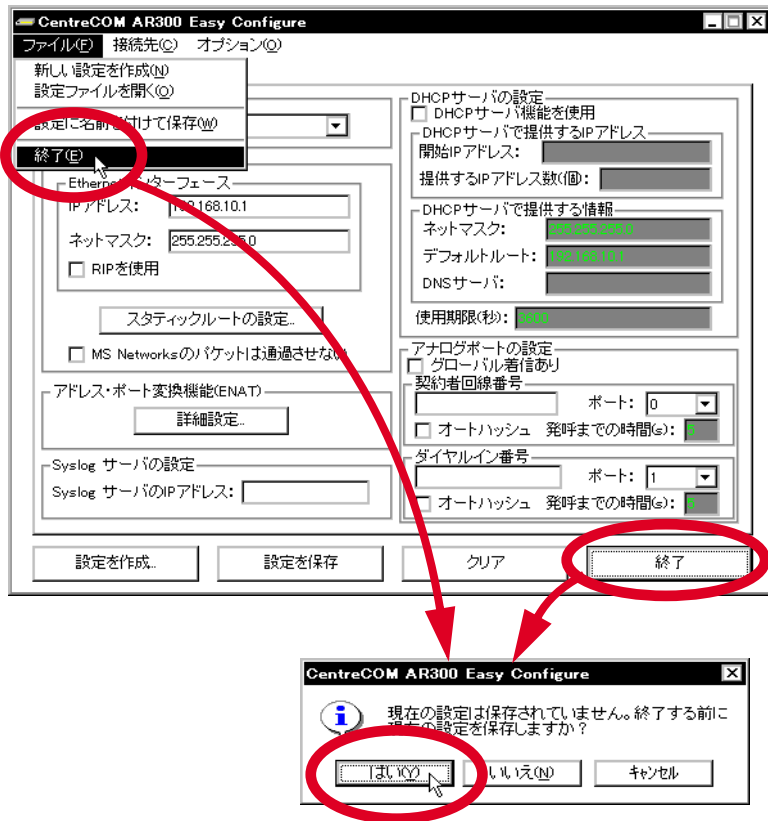 CentreCOM AR300 Easy Configure
ファイル(F) 接続先(C) オプション(O)
新しい設定を作成(N)
設定ファイルを開く(O)
設定に名前を付けて保存(W)
終了(E)
Ethernetインターフェース
IPアドレス: 192.168.10.1
ネットマスク: 255.255.255.0
RIPを使用
スタティックルートの設定...
MS Networksのパケットは通過させない
アドレス・ポート変換機能(ENAT)
詳細設定...
Syslog サーバの設定
Syslog サーバのIPアドレス:
DHCPサーバの設定
DHCPサーバ機能を使用
DHCPサーバで提供するIPアドレス
開始IPアドレス:
提供するIPアドレス数(個):
DHCPサーバで提供する情報
ネットマスク: 255.255.255.0
デフォルトルート: 192.168.10.1
DNSサーバ:
使用期限(秒): 3600
アナログポートの設定
グローバル着信あり
契約者回線番号
ポート: 0
オートハッシュ 発呼までの時間(s): 5
ダイヤルイン番号
ポート: 1
オートハッシュ 発呼までの時間(s): 5
設定を作成... 設定を保存 クリア 終了
CentreCOM AR300 Easy Configure
現在の設定は保存されていません。終了する前に
現在の設定を保存しますか?
はい(Y) いいえ(N) キャンセル